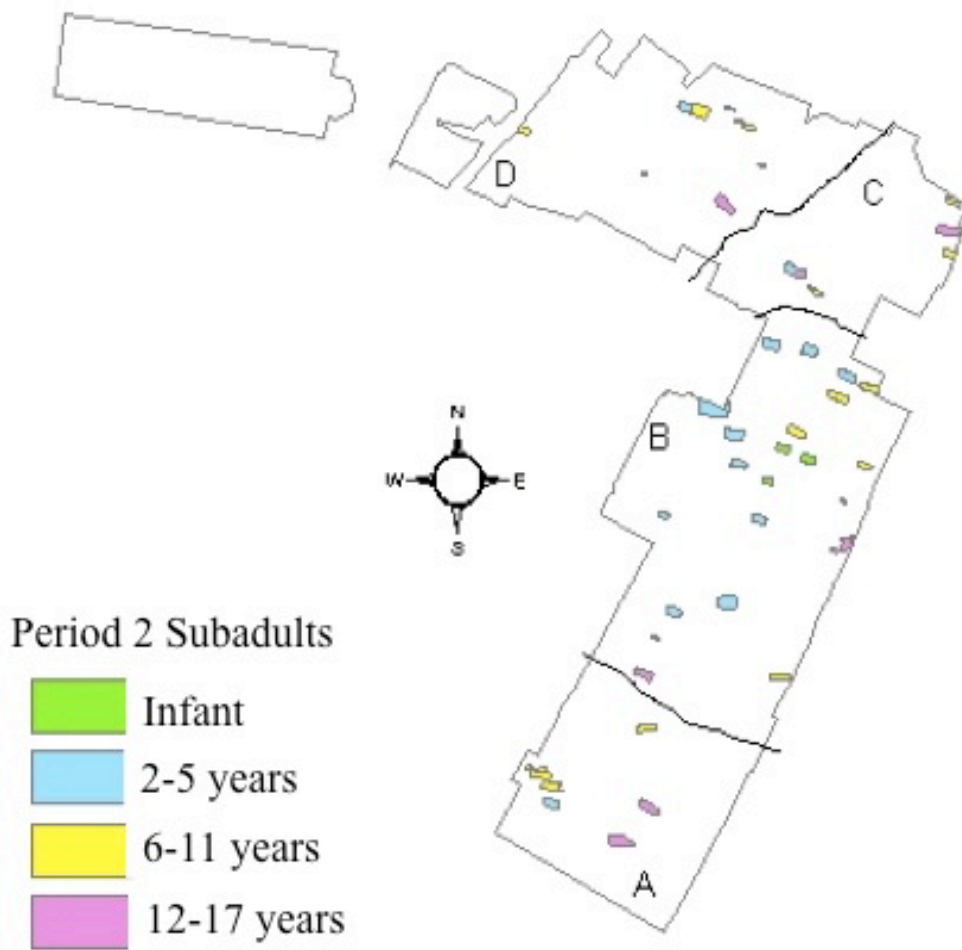 D
C
B
N
W
E
S
A
Period 2 Subadults
Infant
2-5 years
6-11 years
12-17 years